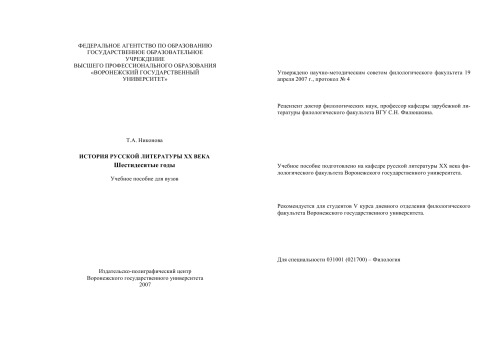 ФЕДЕРАЛЬНОЕ АГЕНТСТВО ПО ОБРАЗОВАНИЮ
ГОСУДАРСТВЕННОЕ ОБРАЗОВАТЕЛЬНОЕ
УЧРЕЖДЕНИЕ
ВЫСШЕГО ПРОФЕССИОНАЛЬНОГО ОБРАЗОВАНИЯ
«ВОРОНЕЖСКИЙ ГОСУДАРСТВЕННЫЙ
УНИВЕРСИТЕТ»
Т.А. Никонова
ИСТОРИЯ РУССКОЙ ЛИТЕРАТУРЫ XX ВЕКА
Шестидесятые годы
Учебное пособие для вузов
Издательско-полиграфический центр
Воронежского государственного университета
2007
Утверждено научно-методическим советом филологического факультета 19
апреля 2007 г., протокол № 4
Рецензент доктор филологических наук, профессор кафедры зарубежной ли-
тературы филологического факультета ВГУ С.Н. Филюшкина.
Учебное пособие подготовлено на кафедре русской литературы XX века фи-
лологического факультета Воронежского государственного университета.
Рекомендуется для студентов V курса дневного отделения филологического
факультета Воронежского государственного университета.
Для специальности 031001 (021700) – Филология